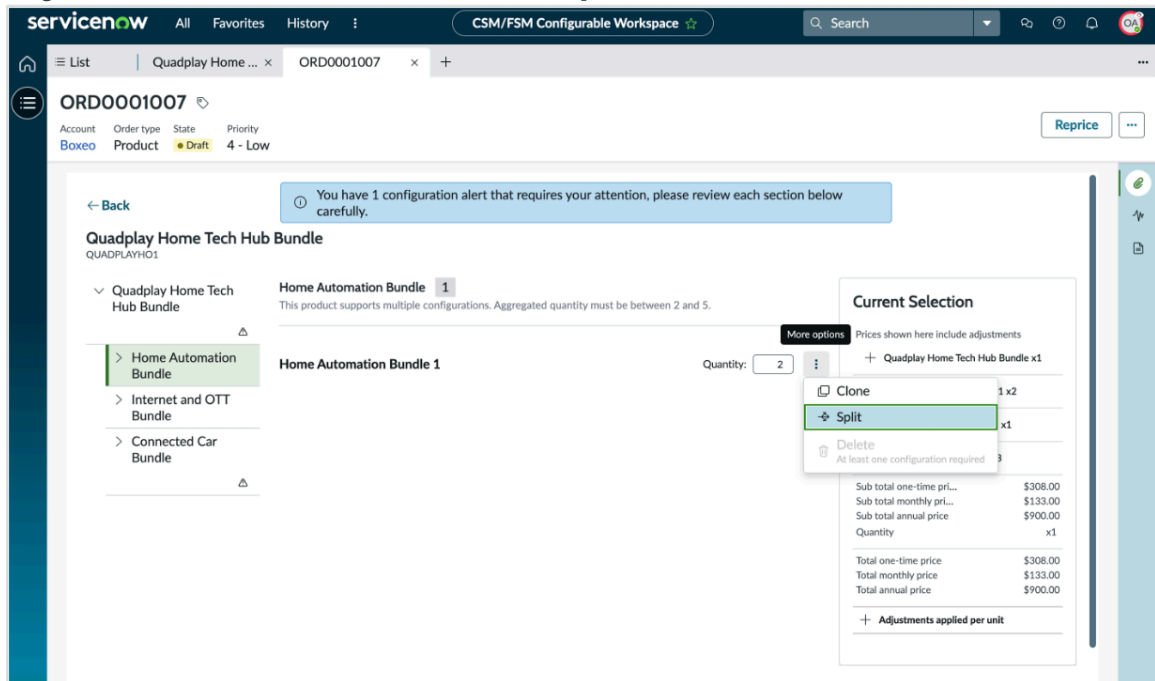 servicenow All Favorites History CSM/FSM Configurable Workspace Search OA
List Quadplay Home ... × ORD0001007 × +
ORD0001007
Account Order type State Priority
Boxeo Product Draft 4 - Low
Reprice
← Back
You have 1 configuration alert that requires your attention, please review each section below
carefully.
Quadplay Home Tech Hub Bundle
QUADPLAYHO1
Quadplay Home Tech
Hub Bundle
Home Automation
Bundle
Internet and OTT
Bundle
Connected Car
Bundle
Home Automation Bundle 1
This product supports multiple configurations. Aggregated quantity must be between 2 and 5.
Home Automation Bundle 1 Quantity: 2
More options
Clone
Split
Delete
At least one configuration required
Current Selection
Prices shown here include adjustments
+ Quadplay Home Tech Hub Bundle x1
1 x2
x1
Sub total one-time pri... $308.00
Sub total monthly pri... $133.00
Sub total annual price $900.00
Quantity x1
Total one-time price $308.00
Total monthly price $133.00
Total annual price $900.00
+ Adjustments applied per unit